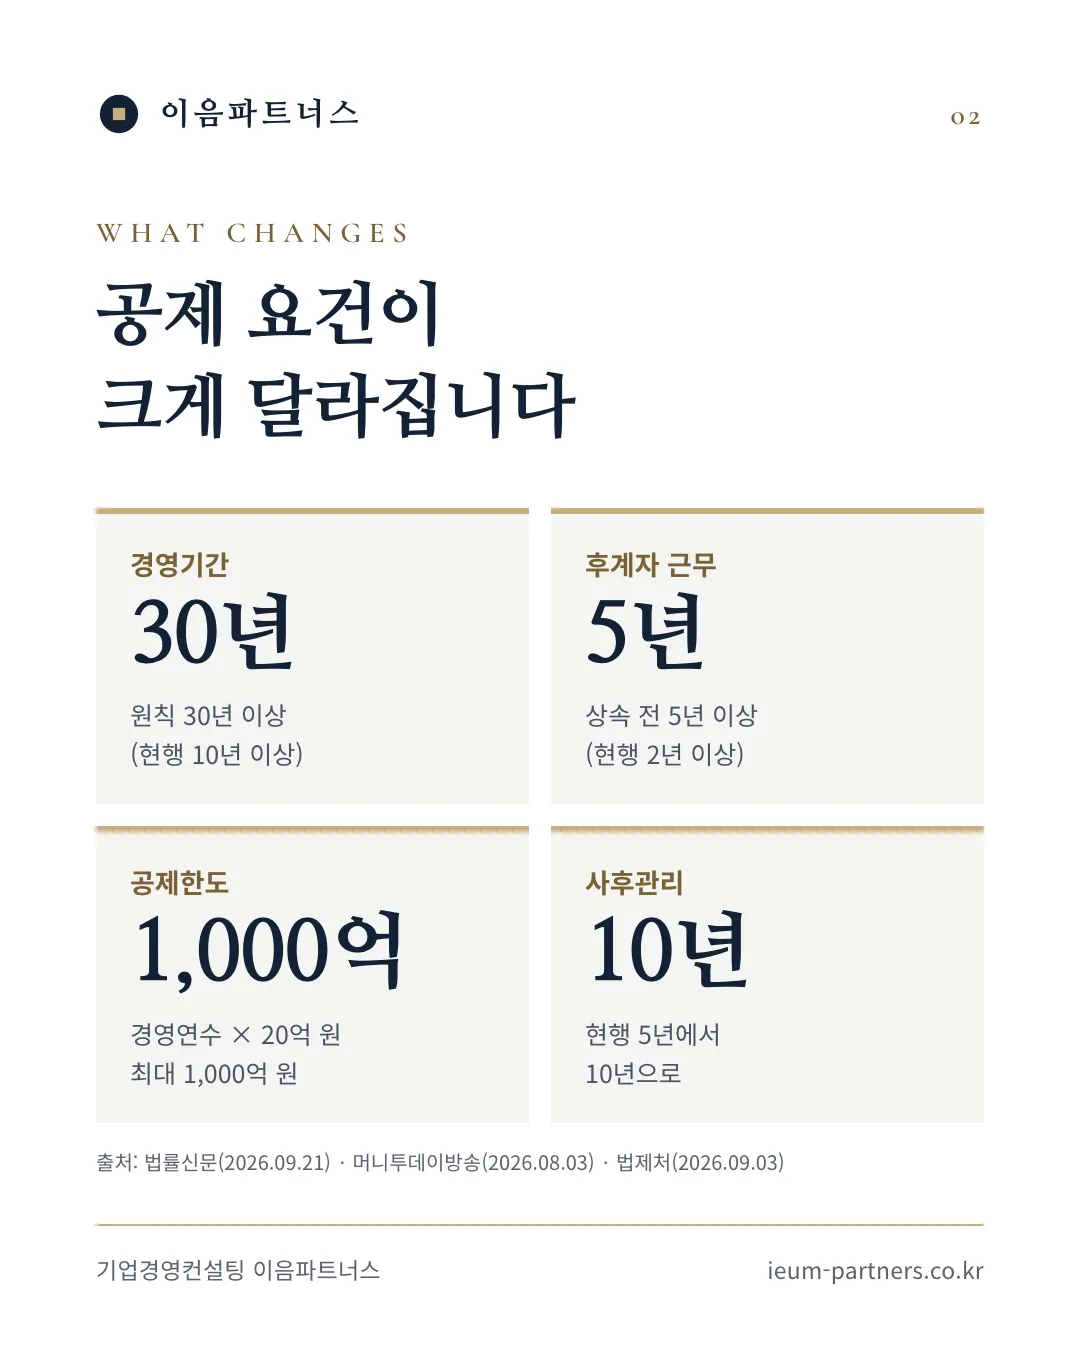 이음파트너스
02
WHAT CHANGES
공제 요건이
크게 달라집니다
경영기간
30년
원칙 30년 이상
(현행 10년 이상)
후계자 근무
5년
상속 전 5년 이상
(현행 2년 이상)
공제한도
1,000억
경영연수 × 20억 원
최대 1,000억 원
사후관리
10년
현행 5년에서
10년으로
출처: 법률신문(2026.09.21) · 머니투데이방송(2026.08.03) · 법제처(2026.09.03)
기업경영컨설팅 이음파트너스
ieum-partners.co.kr